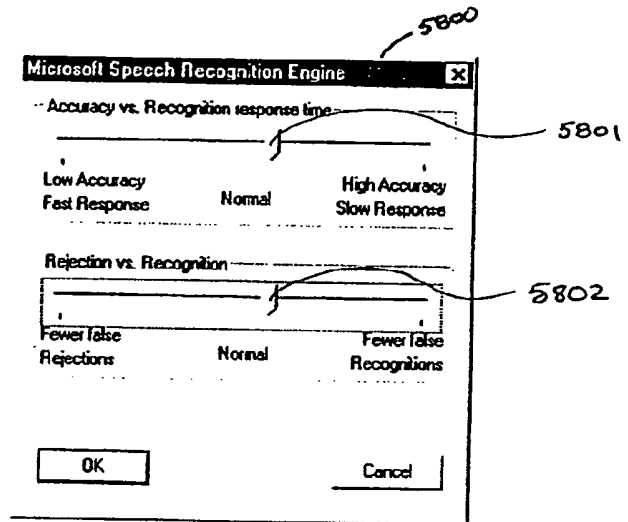 5800
Microsoft Speech Recognition Engine
Accuracy vs. Recognition response time
5801
Low Accuracy
Fast Response
Normal
High Accuracy
Slow Response
Rejection vs. Recognition
5802
Fewer false
Rejections
Normal
Fewer false
Recognitions
OK
Cancel